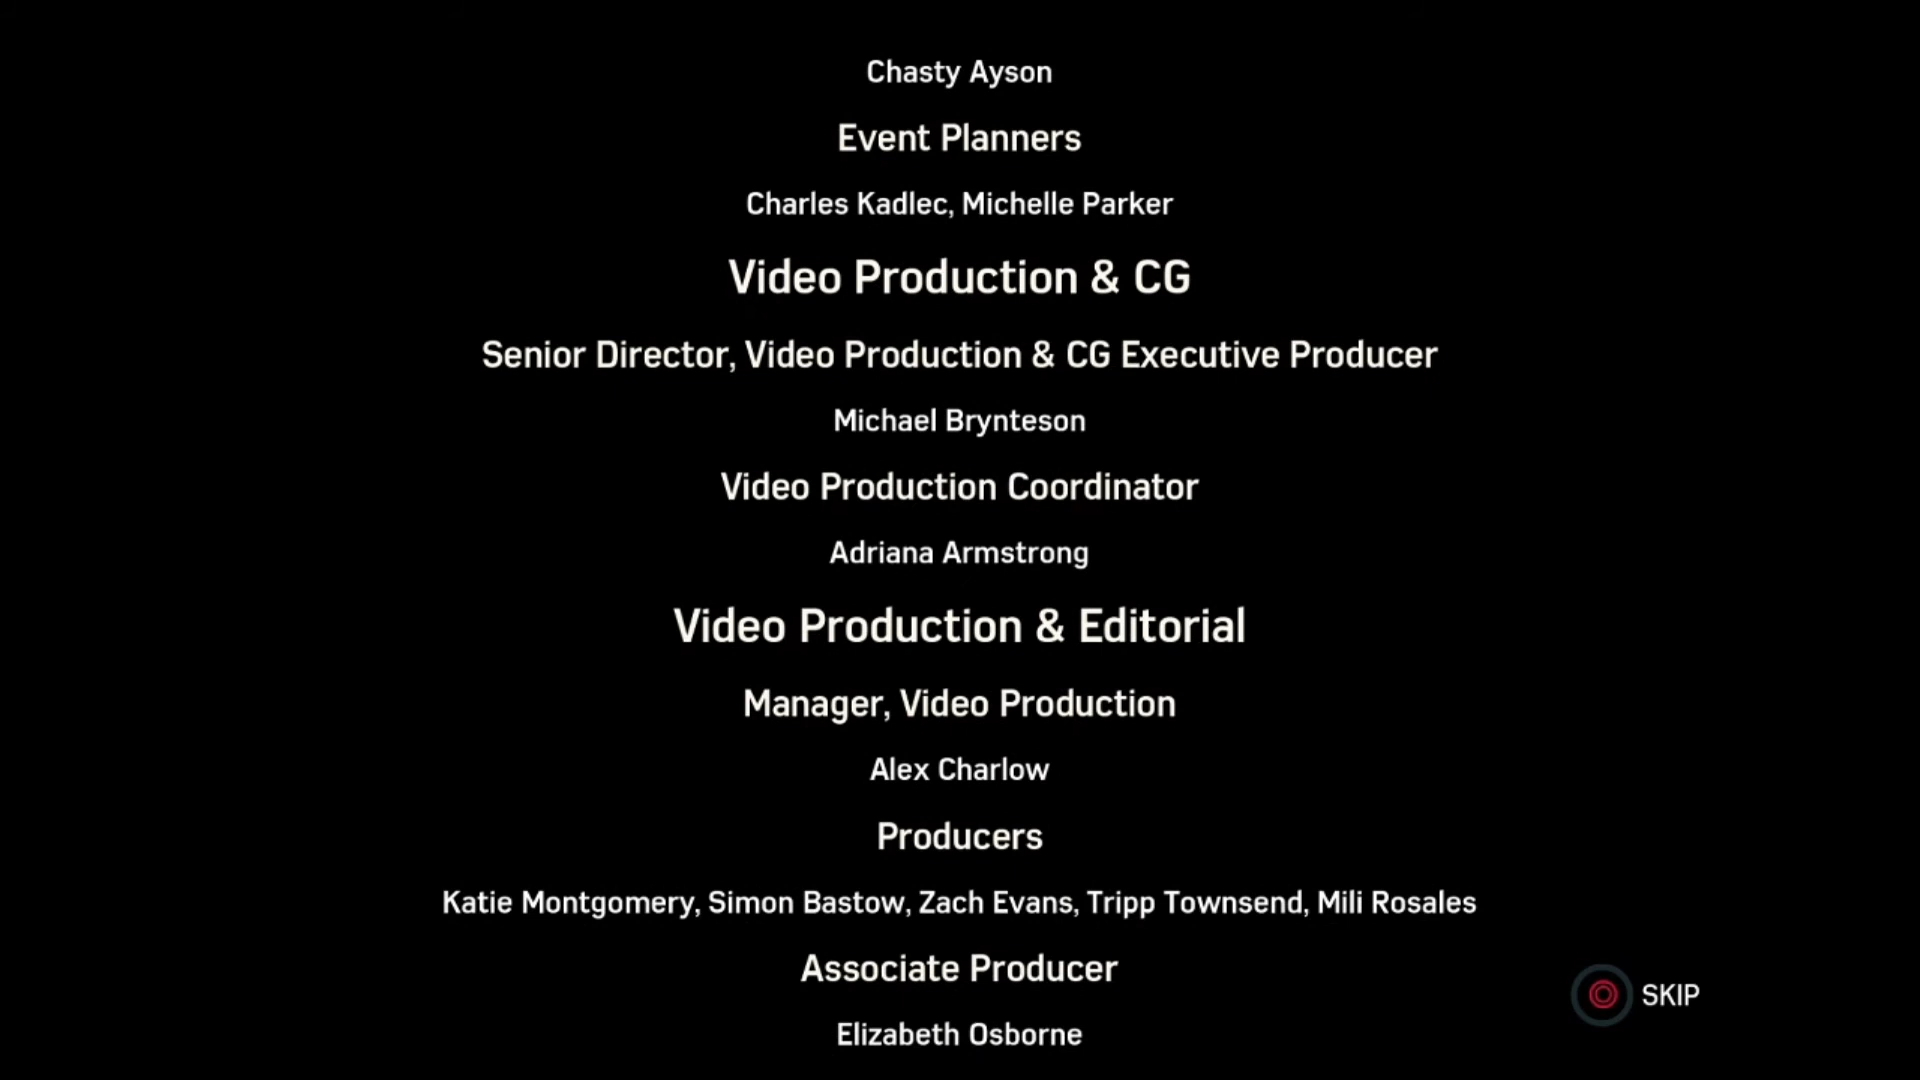 Chasty Ayson
Event Planners
Charles Kadlec, Michelle Parker
Video Production & CG
Senior Director, Video Production & CG Executive Producer
Michael Brynteson
Video Production Coordinator
Adriana Armstrong
Video Production & Editorial
Manager, Video Production
Alex Charlow
Producers
Katie Montgomery, Simon Bastow, Zach Evans, Tripp Townsend, Mili Rosales
Associate Producer
SKIP
Elizabeth Osborne